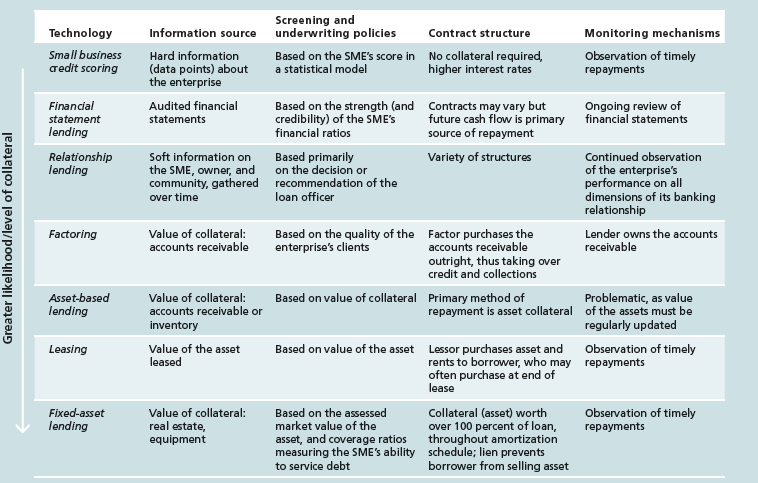 Greater likelihood/level of collateral
Technology
Information source
Screening and
underwriting policies
Contract structure
Monitoring mechanisms
Small business
credit scoring
Hard information
(data points) about
the enterprise
Based on the SME’s score in
a statistical model
No collateral required,
higher interest rates
Observation of timely
repayments
Financial
statement
lending
Audited financial
statements
Based on the strength (and
credibility) of the SME’s
financial ratios
Contracts may vary but
future cash flow is primary
source of repayment
Ongoing review of
financial statements
Relationship
lending
Soft information on
the SME, owner, and
community, gathered
over time
Based primarily
on the decision or
recommendation of the
loan officer
Variety of structures
Continued observation
of the enterprise’s
performance on all
dimensions of its banking
relationship
Factoring
Value of collateral:
accounts receivable
Based on the quality of the
enterprise’s clients
Factor purchases the
accounts receivable
outright, thus taking over
credit and collections
Lender owns the accounts
receivable
Asset-based
lending
Value of collateral:
accounts receivable or
inventory
Based on value of collateral
Primary method of
repayment is asset collateral
Problematic, as value
of the assets must be
regularly updated
Leasing
Value of the asset
leased
Based on value of the asset
Lessor purchases asset and
rents to borrower, who may
often purchase at end of
lease
Observation of timely
repayments
Fixed-asset
lending
Value of collateral:
real estate,
equipment
Based on the assessed
market value of the
asset, and coverage ratios
measuring the SME’s ability
to service debt
Collateral (asset) worth
over 100 percent of loan,
throughout amortization
schedule; lien prevents
borrower from selling asset
Observation of timely
repayments